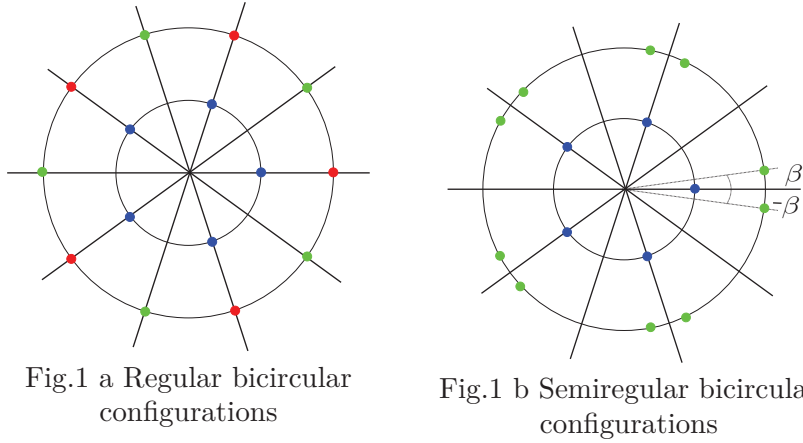 β
-β
Fig.1 a Regular bicircular
configurations
Fig.1 b Semiregular bicircula
configurations